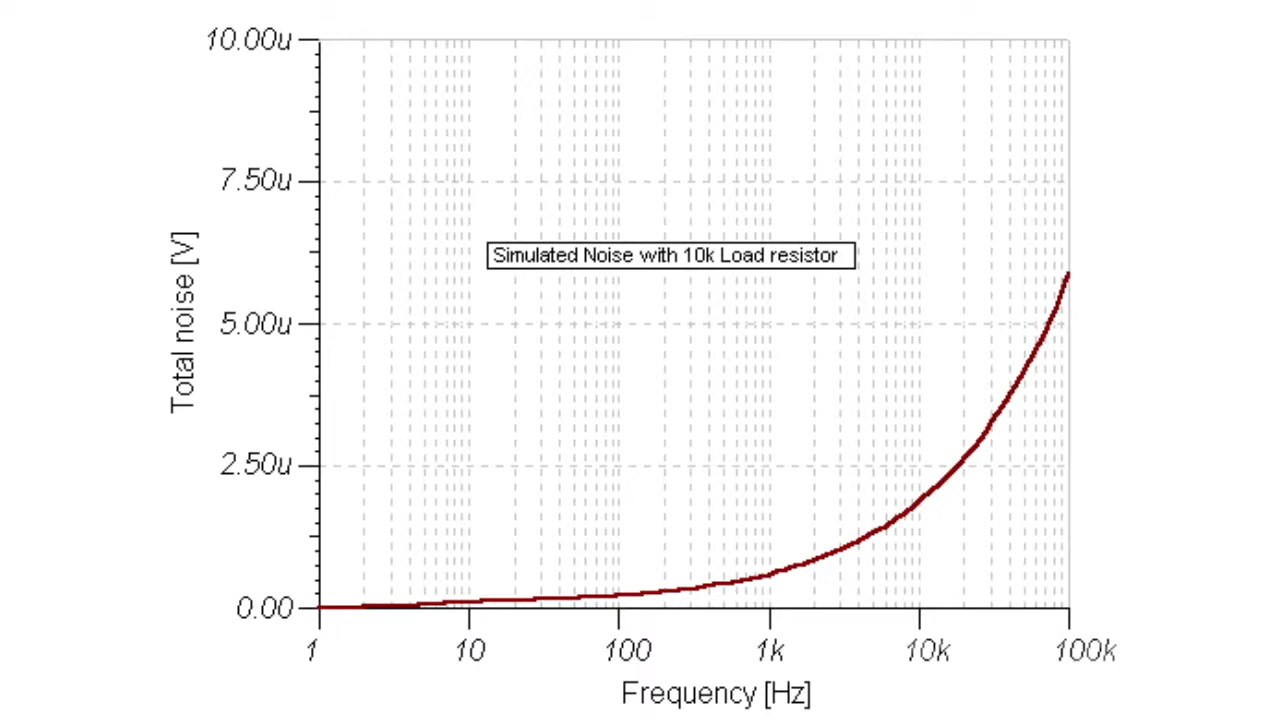 10.00u
7.50u
Simulated Noise with 10k Load resistor
Total noise [V]
5.00u
2.50u
0.00
1 10 100 1k 10k 100k
Frequency [Hz]